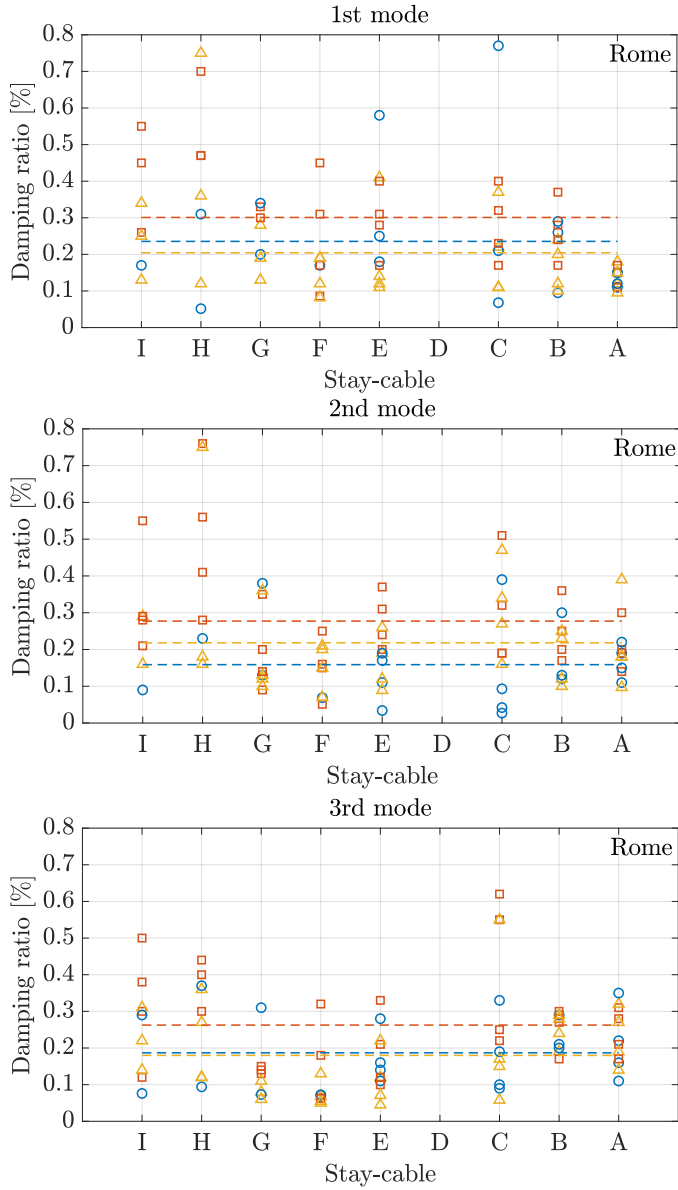 1st mode
Rome
Damping ratio [%]
0.8
0.7
0.6
0.5
0.4
0.3
0.2
0.1
0
I H G F E D C B A
Stay-cable
2nd mode
Rome
Damping ratio [%]
0.8
0.7
0.6
0.5
0.4
0.3
0.2
0.1
0
I H G F E D C B A
Stay-cable
3rd mode
Rome
Damping ratio [%]
0.8
0.7
0.6
0.5
0.4
0.3
0.2
0.1
0
I H G F E D C B A
Stay-cable